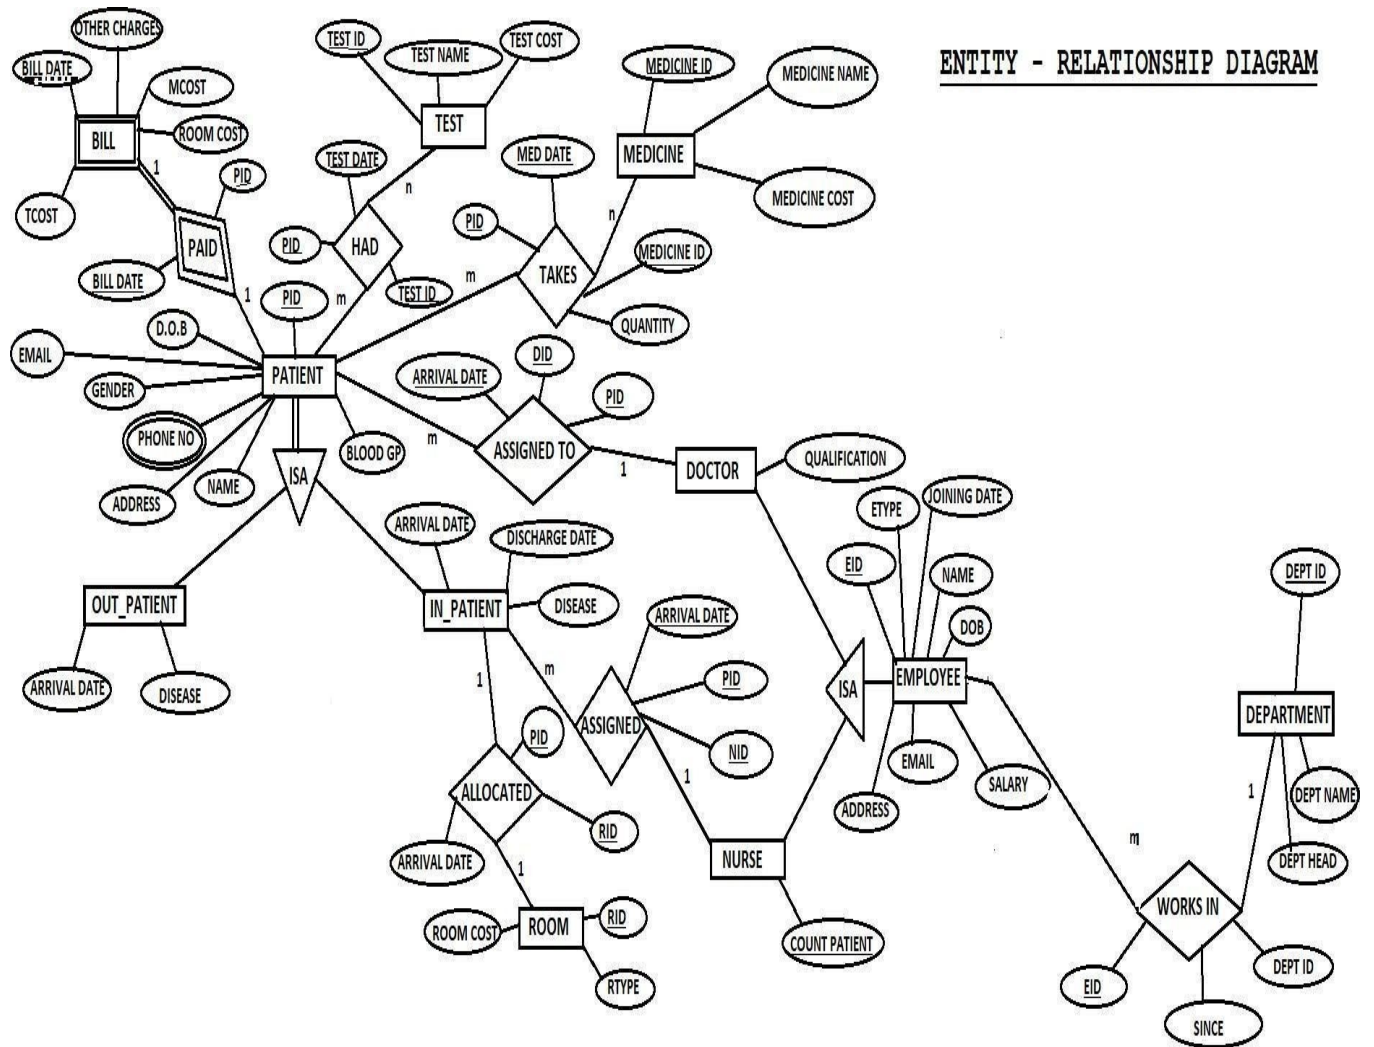 ENTITY - RELATIONSHIP DIAGRAM
OTHER CHARGES
BILL DATE
MCOST
ROOM COST
BILL
TCOST
1
PID
PAID
BILL DATE
1
TEST ID
TEST NAME
TEST COST
TEST
TEST DATE
n
PID
HAD
TEST ID
m
MEDICINE ID
MEDICINE NAME
MEDICINE
MEDICINE COST
MED DATE
n
PID
TAKES
MEDICINE ID
QUANTITY
m
PID
D.O.B
EMAIL
GENDER
PATIENT
PHONE NO
ADDRESS
NAME
BLOOD GP
ISA
ARRIVAL DATE
DID
PID
ASSIGNED TO
m
1
DOCTOR
QUALIFICATION
OUT_PATIENT
ARRIVAL DATE
DISEASE
ARRIVAL DATE
DISCHARGE DATE
IN_PATIENT
DISEASE
m
ARRIVAL DATE
PID
ASSIGNED
NID
1
1
PID
ALLOCATED
RID
ARRIVAL DATE
1
ROOM COST
ROOM
RID
RTYPE
NURSE
COUNT PATIENT
ISA
ETYPE
JOINING DATE
EID
NAME
DOB
EMPLOYEE
EMAIL
SALARY
ADDRESS
m
DEPT ID
DEPARTMENT
DEPT NAME
DEPT HEAD
1
WORKS IN
EID
SINCE
DEPT ID